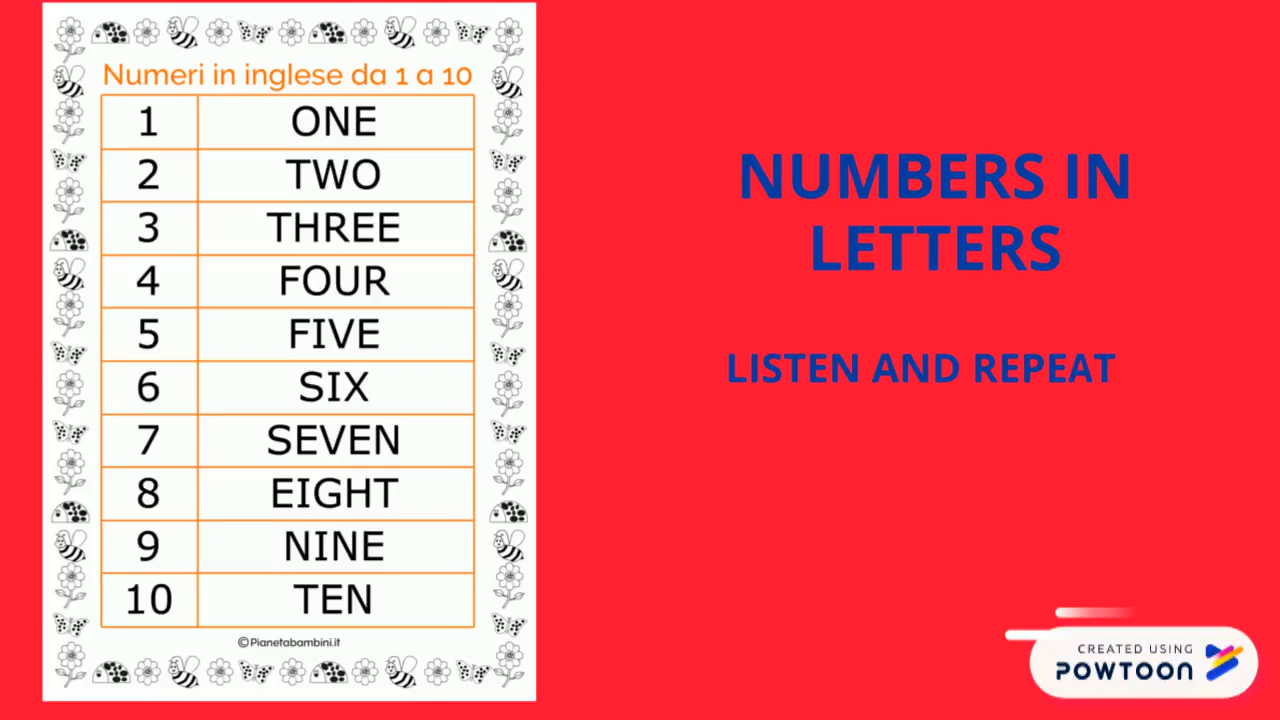 Numeri in inglese da 1 a 10
1 ONE
2 TWO
3 THREE
4 FOUR
5 FIVE
6 SIX
7 SEVEN
8 EIGHT
9 NINE
10 TEN
©Pianetabambini.it
NUMBERS IN
LETTERS
LISTEN AND REPEAT
CREATED USING
POWTOON